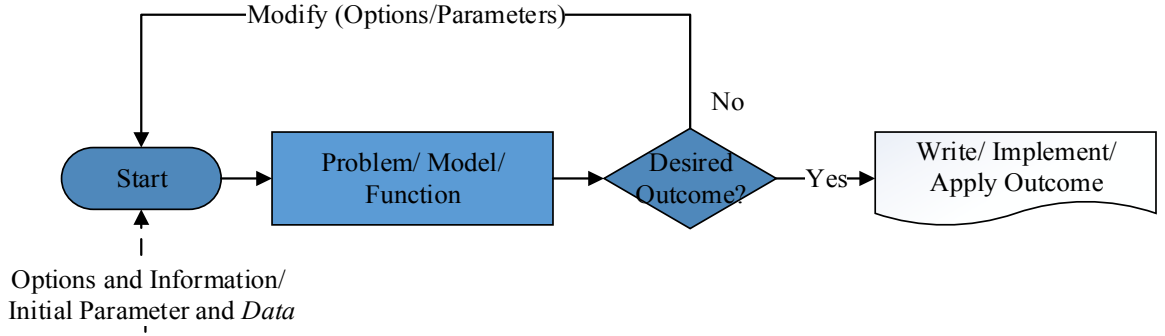 Modify (Options/Parameters)
No
Start
Problem/ Model/
Function
Desired
Outcome?
Yes
Write/ Implement/
Apply Outcome
Options and Information/
Initial Parameter and Data